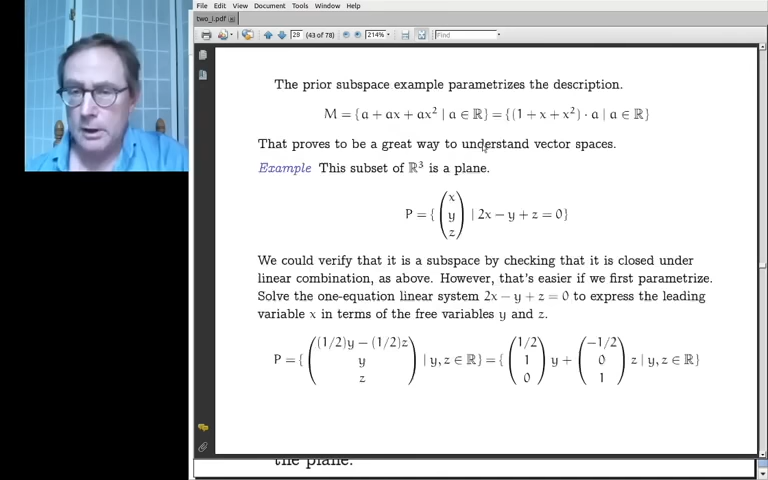 File Edit View Document Tools Window Help
two_i.pdf
28 (43 of 78) 214% Find
The prior subspace example parametrizes the description.
M = {a + ax + ax² | a ∈ ℝ} = {(1 + x + x²) · a | a ∈ ℝ}
That proves to be a great way to understand vector spaces.
Example This subset of ℝ³ is a plane.
P = { (x y z) | 2x − y + z = 0}
We could verify that it is a subspace by checking that it is closed under
linear combination, as above. However, that's easier if we first parametrize.
Solve the one-equation linear system 2x − y + z = 0 to express the leading
variable x in terms of the free variables y and z.
P = { ((1/2)y − (1/2)z y z) | y, z ∈ ℝ} = { (1/2 1 0) y + (−1/2 0 1) z | y, z ∈ ℝ}
the plane.